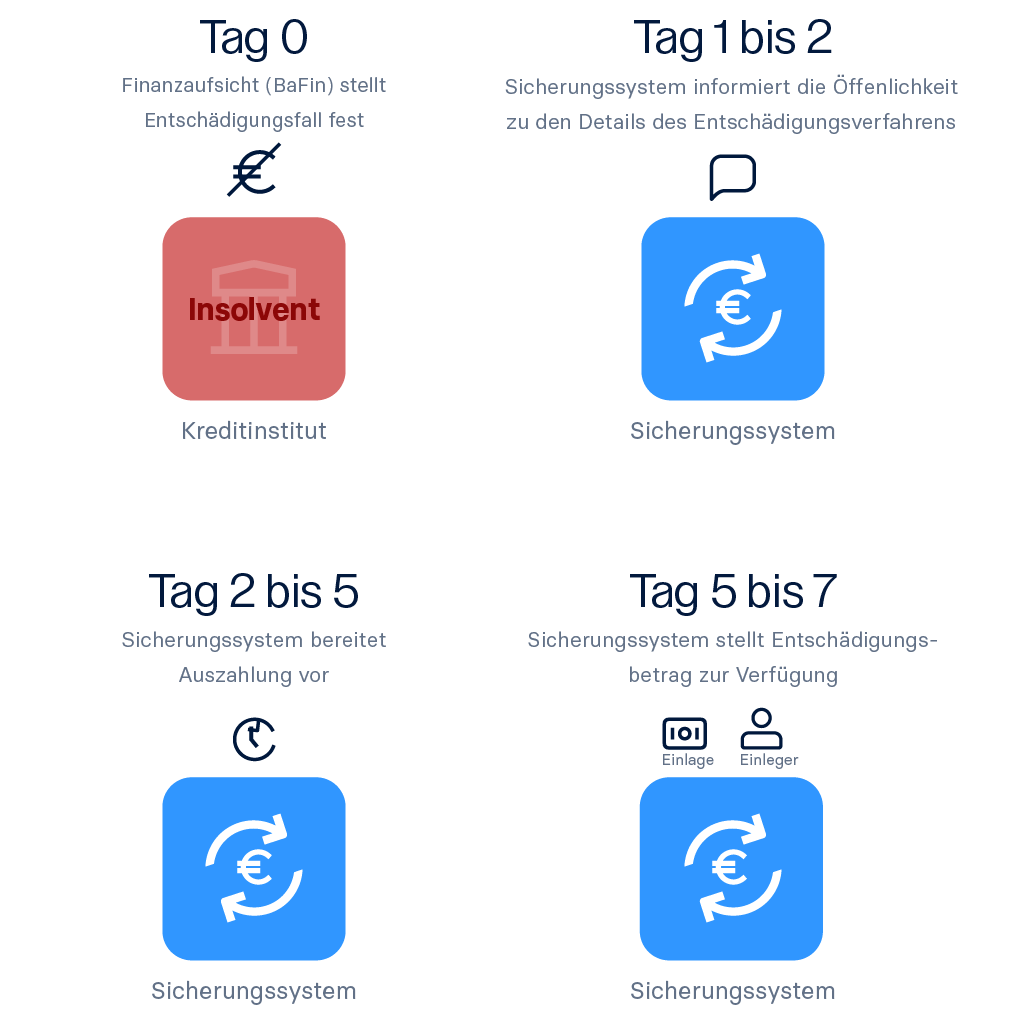 Tag 0
Finanzaufsicht (BaFin) stellt
Entschädigungsfall fest
Insolvent
Kreditinstitut
Tag 1 bis 2
Sicherungssystem informiert die Öffenlichkeit
zu den Details des Entschädigungsverfahrens
Sicherungssystem
Tag 2 bis 5
Sicherungssystem bereitet
Auszahlung vor
Sicherungssystem
Tag 5 bis 7
Sicherungssystem stellt Entschädigungs-
betrag zur Verfügung
Einlage
Einleger
Sicherungssystem